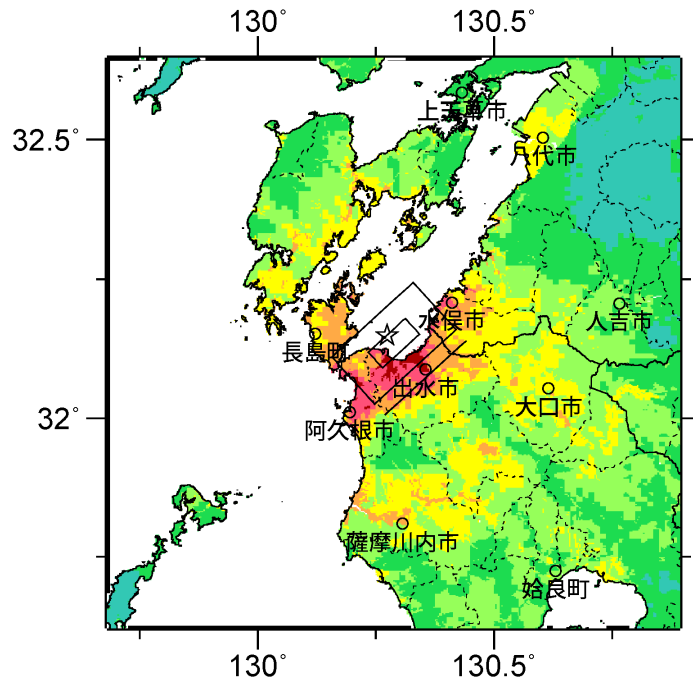 130°
130.5°
上天草市
32.5°
八代市
水俣市
人吉市
長島町
出水市
大口市
32°
阿久根市
薩摩川内市
姶良町
130°
130.5°